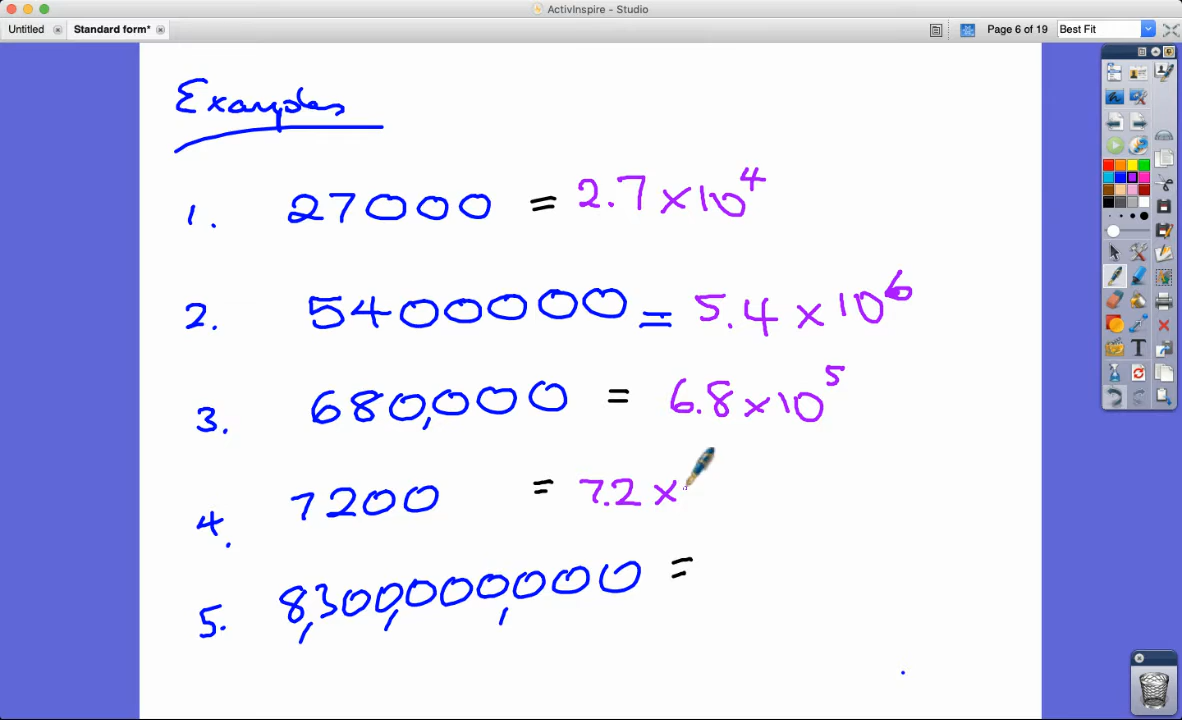 ActivInspire - Studio
Untitled Standard form* Page 6 of 19 Best Fit
Examples
1. 27000 = 2.7 × 10⁴
2. 5400000 = 5.4 × 10⁶
3. 680,000 = 6.8 × 10⁵
4. 7200 = 7.2 ×
5. 8,300,000,000 =